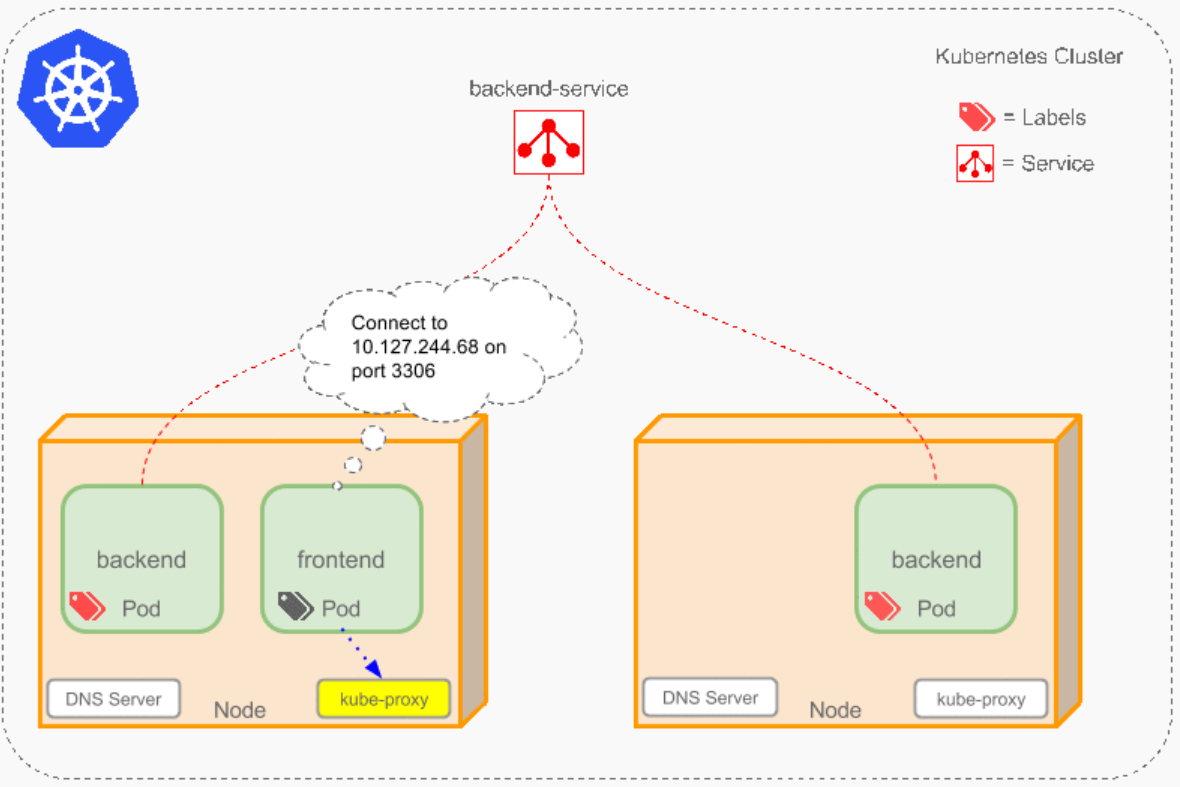 Kubernetes Cluster
backend-service
= Labels
= Service
Connect to
10.127.244.68 on
port 3306
backend
Pod
frontend
Pod
DNS Server
Node
kube-proxy
backend
Pod
DNS Server
Node
kube-proxy